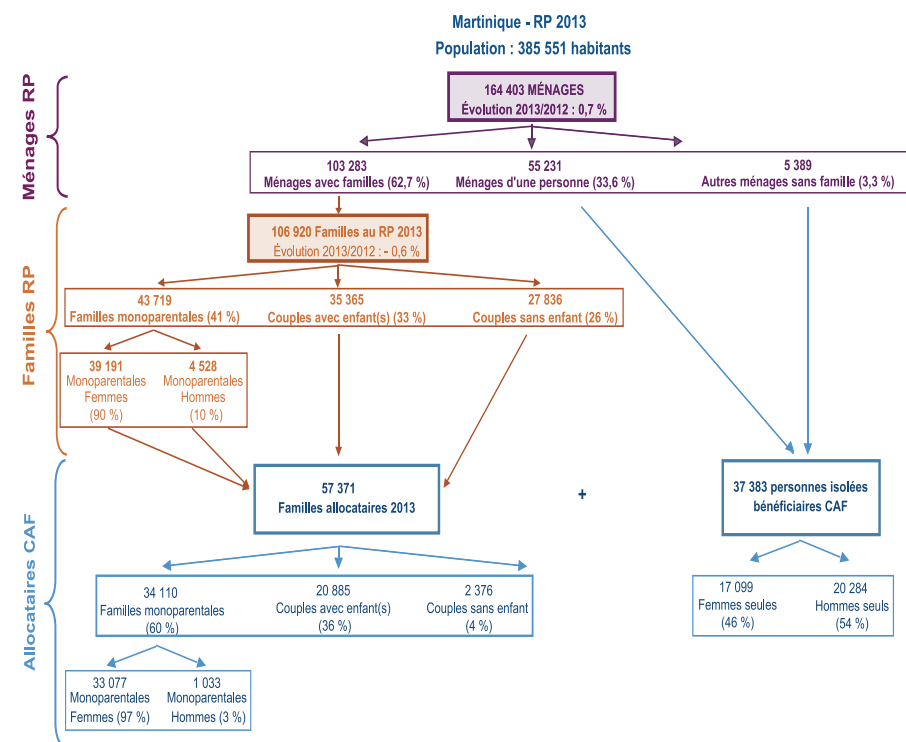 Martinique - RP 2013
Population : 385 551 habitants
Ménages RP
164 403 MÉNAGES
Évolution 2013/2012 : 0,7 %
103 283
Ménages avec familles (62,7 %)
55 231
Ménages d'une personne (33,6 %)
5 389
Autres ménages sans famille (3,3 %)
Familles RP
106 920 Familles au RP 2013
Évolution 2013/2012 : - 0,6 %
43 719
Familles monoparentales (41 %)
35 365
Couples avec enfant(s) (33 %)
27 836
Couples sans enfant (26 %)
39 191
Monoparentales
Femmes
(90 %)
4 528
Monoparentales
Hommes
(10 %)
Allocataires CAF
57 371
Familles allocataires 2013
+
37 383 personnes isolées
bénéficiaires CAF
34 110
Familles monoparentales
(60 %)
20 885
Couples avec enfant(s)
(36 %)
2 376
Couples sans enfant
(4 %)
17 099
Femmes seules
(46 %)
20 284
Hommes seuls
(54 %)
33 077
Monoparentales
Femmes (97 %)
1 033
Monoparentales
Hommes (3 %)